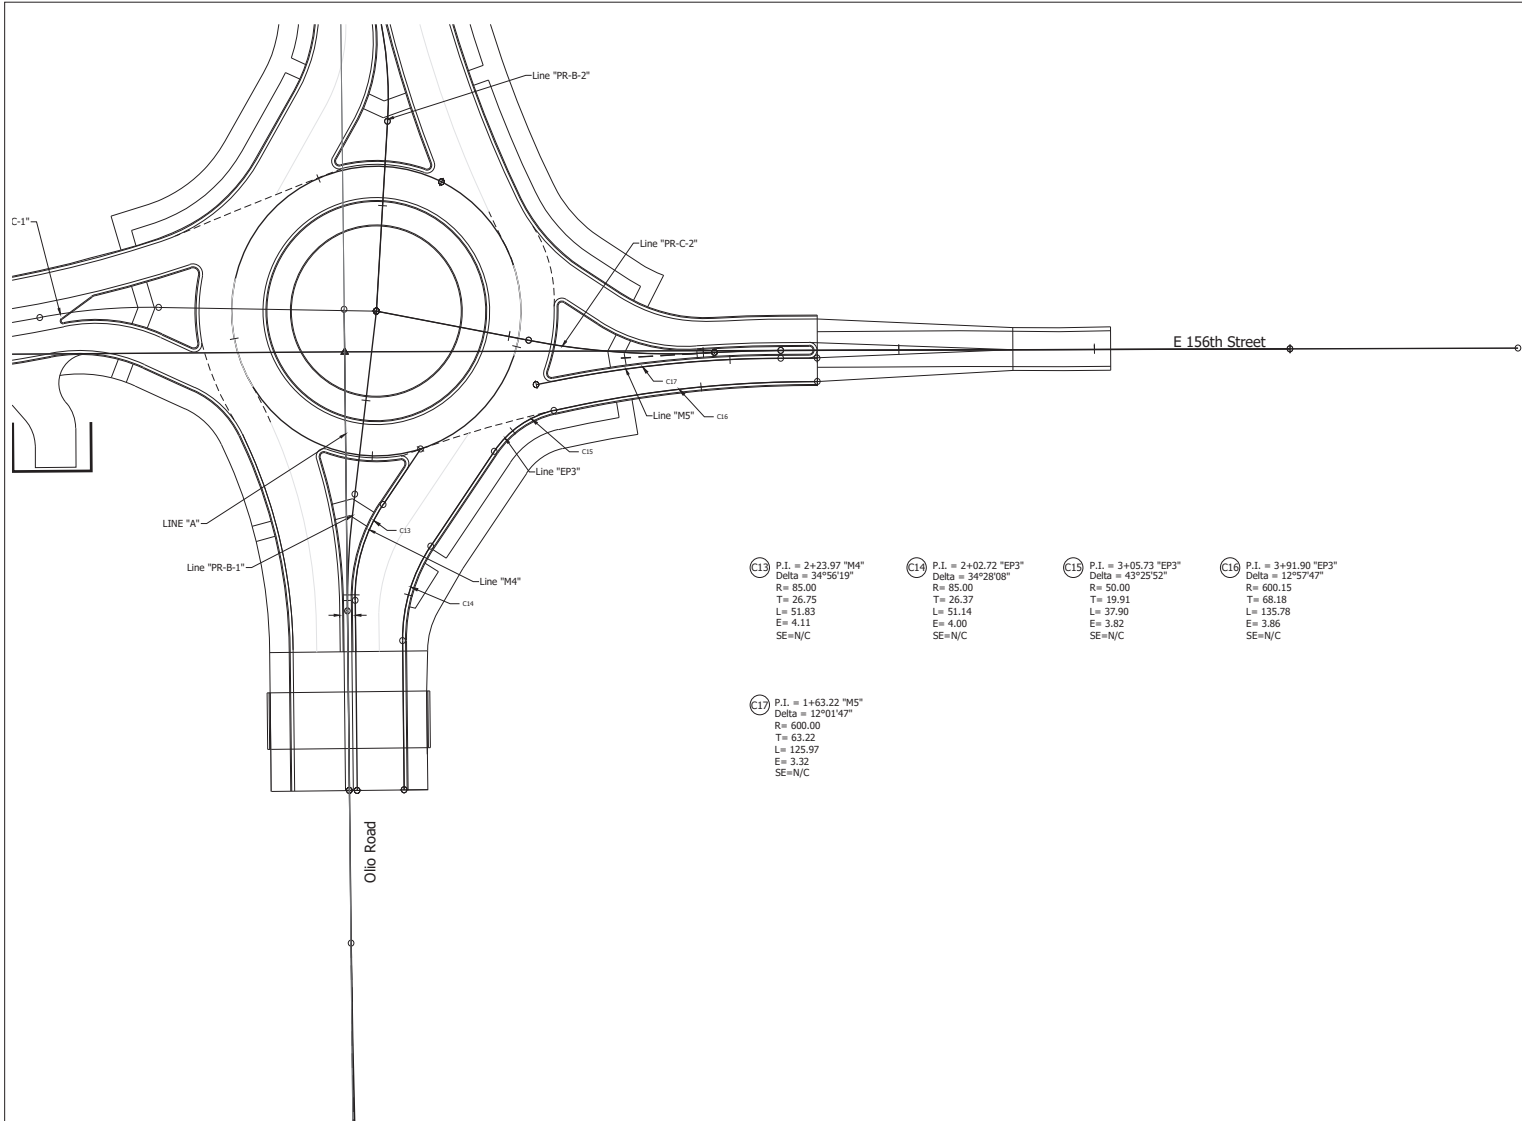 Line "PR-B-2"
C-1"
Line "PR-C-2"
E 156th Street
C17
Line "M5"
C16
C15
Line "EP3"
LINE "A"
C13
Line "PR-B-1"
Line "M4"
C14
C13
P.I. = 2+23.97 "M4"
Delta = 34°56'19"
R= 85.00
T= 26.75
L= 51.83
E= 4.11
SE=N/C
C14
P.I. = 2+02.72 "EP3"
Delta = 34°28'08"
R= 85.00
T= 26.37
L= 51.14
E= 4.00
SE=N/C
C15
P.I. = 3+05.73 "EP3"
Delta = 43°25'52"
R= 50.00
T= 19.91
L= 37.90
E= 3.82
SE=N/C
C16
P.I. = 3+91.90 "EP3"
Delta = 12°57'47"
R= 600.15
T= 68.18
L= 135.78
E= 3.86
SE=N/C
C17
P.I. = 1+63.22 "M5"
Delta = 12°01'47"
R= 600.00
T= 63.22
L= 125.97
E= 3.32
SE=N/C
Olio Road